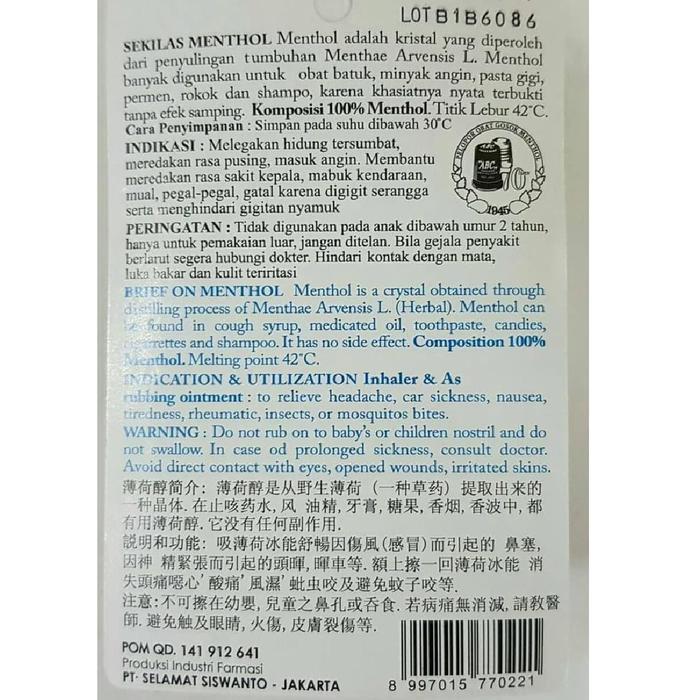 LOT B1B6086
SEKILAS MENTHOL Menthol adalah kristal yang diperoleh
dari penyulingan tumbuhan Menthae Arvensis L. Menthol
banyak digunakan untuk obat batuk, minyak angin, pasta gigi,
permen, rokok dan shampo, karena khasiatnya nyata terbukti
tanpa efek samping. Komposisi 100% Menthol. Titik Lebur 42°C.
Cara Penyimpanan : Simpan pada suhu dibawah 30°C
INDIKASI : Melegakan hidung tersumbat,
meredakan rasa pusing, masuk angin. Membantu
meredakan rasa sakit kepala, mabuk kendaraan,
mual, pegal-pegal, gatal karena digigit serangga
serta menghindari gigitan nyamuk
PELOPOR OBAT GOSOK MENTHOL
"ABC"
70
1945
PERINGATAN : Tidak digunakan pada anak dibawah umur 2 tahun,
hanya untuk pemakaian luar, jangan ditelan. Bila gejala penyakit
berlarut segera hubungi dokter. Hindari kontak dengan mata,
luka bakar dan kulit teriritasi
BRIEF ON MENTHOL Menthol is a crystal obtained through
distilling process of Menthae Arvensis L. (Herbal). Menthol can
be found in cough syrup, medicated oil, toothpaste, candies,
cigarettes and shampoo. It has no side effect. Composition 100%
Menthol. Melting point 42°C.
INDICATION & UTILIZATION Inhaler & As
rubbing ointment : to relieve headache, car sickness, nausea,
tiredness, rheumatic, insects, or mosquitos bites.
WARNING : Do not rub on to baby's or children nostril and do
not swallow. In case od prolonged sickness, consult doctor.
Avoid direct contact with eyes, opened wounds, irritated skins.
薄荷醇简介: 薄荷醇是从野生薄荷 (一种草药) 提取出来的
一种晶体. 在止咳药水, 风 油精, 牙膏, 糖果, 香烟, 香波中, 都
有用薄荷醇. 它没有任何副作用.
説明和功能: 吸薄荷冰能舒暢因傷風(感冒)而引起的 鼻塞,
因神 精緊張而引起的頭暉, 暉車等. 額上擦一回薄荷冰能 消
失頭痛噁心' 酸痛' 風濕' 蚍虫咬及避免蚊子咬等.
注意:不可擦在幼嬰, 兒童之鼻孔或吞食. 若病痛無消減, 請教醫
師. 避免触及眼睛, 火傷, 皮膚裂傷等.
POM QD. 141 912 641
Produksi Industri Farmasi
PT. SELAMAT SISWANTO - JAKARTA
8 997015 770221